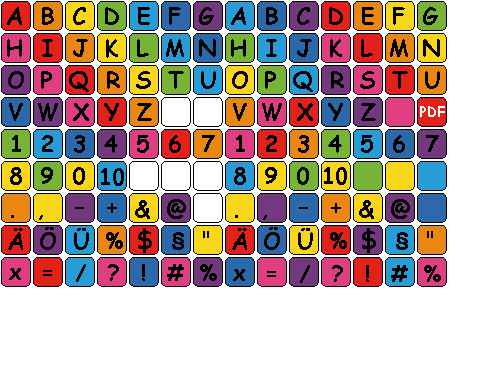 A B C D E F G A B C D E F G
H I J K L M N H I J K L M N
O P Q R S T U O P Q R S T U
V W X Y Z V W X Y Z PDF
1 2 3 4 5 6 7 1 2 3 4 5 6 7
8 9 0 10 8 9 0 10
. , - + & @ . , - + & @
Ä Ö Ü % $ § " Ä Ö Ü % $ § "
x = / ? ! # % x = / ? ! # %